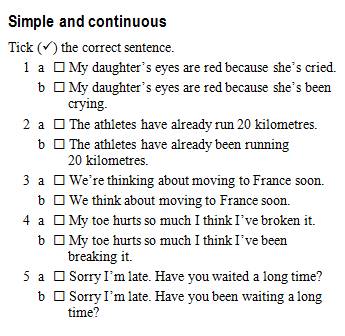 Simple and continuous
Tick (✓) the correct sentence.
1 a □ My daughter's eyes are red because she's cried.
b □ My daughter's eyes are red because she's been
crying.
2 a □ The athletes have already run 20 kilometres.
b □ The athletes have already been running
20 kilometres.
3 a □ We're thinking about moving to France soon.
b □ We think about moving to France soon.
4 a □ My toe hurts so much I think I've broken it.
b □ My toe hurts so much I think I've been
breaking it.
5 a □ Sorry I'm late. Have you waited a long time?
b □ Sorry I'm late. Have you been waiting a long
time?